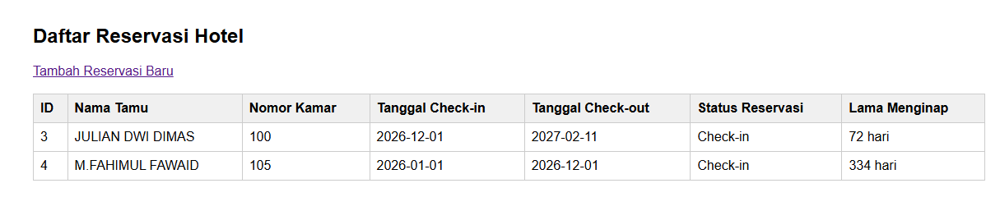 Daftar Reservasi Hotel
Tambah Reservasi Baru
ID Nama Tamu Nomor Kamar Tanggal Check-in Tanggal Check-out Status Reservasi Lama Menginap
3 JULIAN DWI DIMAS 100 2026-12-01 2027-02-11 Check-in 72 hari
4 M.FAHIMUL FAWAID 105 2026-01-01 2026-12-01 Check-in 334 hari